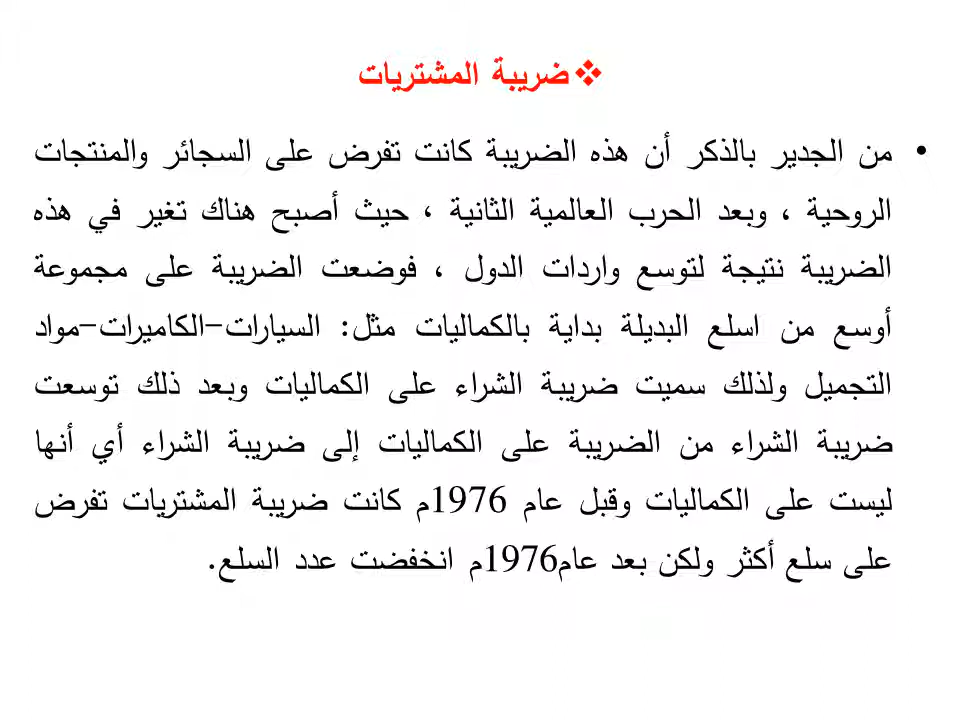 ❖ضريبة المشتريات
• من الجدير بالذكر أن هذه الضريبة كانت تفرض على السجائر والمنتجات
الروحية ، وبعد الحرب العالمية الثانية ، حيث أصبح هناك تغير في هذه
الضريبة نتيجة لتوسع واردات الدول ، فوضعت الضريبة على مجموعة
أوسع من اسلع البديلة بداية بالكماليات مثل: السيارات-الكاميرات-مواد
التجميل ولذلك سميت ضريبة الشراء على الكماليات وبعد ذلك توسعت
ضريبة الشراء من الضريبة على الكماليات إلى ضريبة الشراء أي أنها
ليست على الكماليات وقبل عام 1976م كانت ضريبة المشتريات تفرض
على سلع أكثر ولكن بعد عام1976م انخفضت عدد السلع.